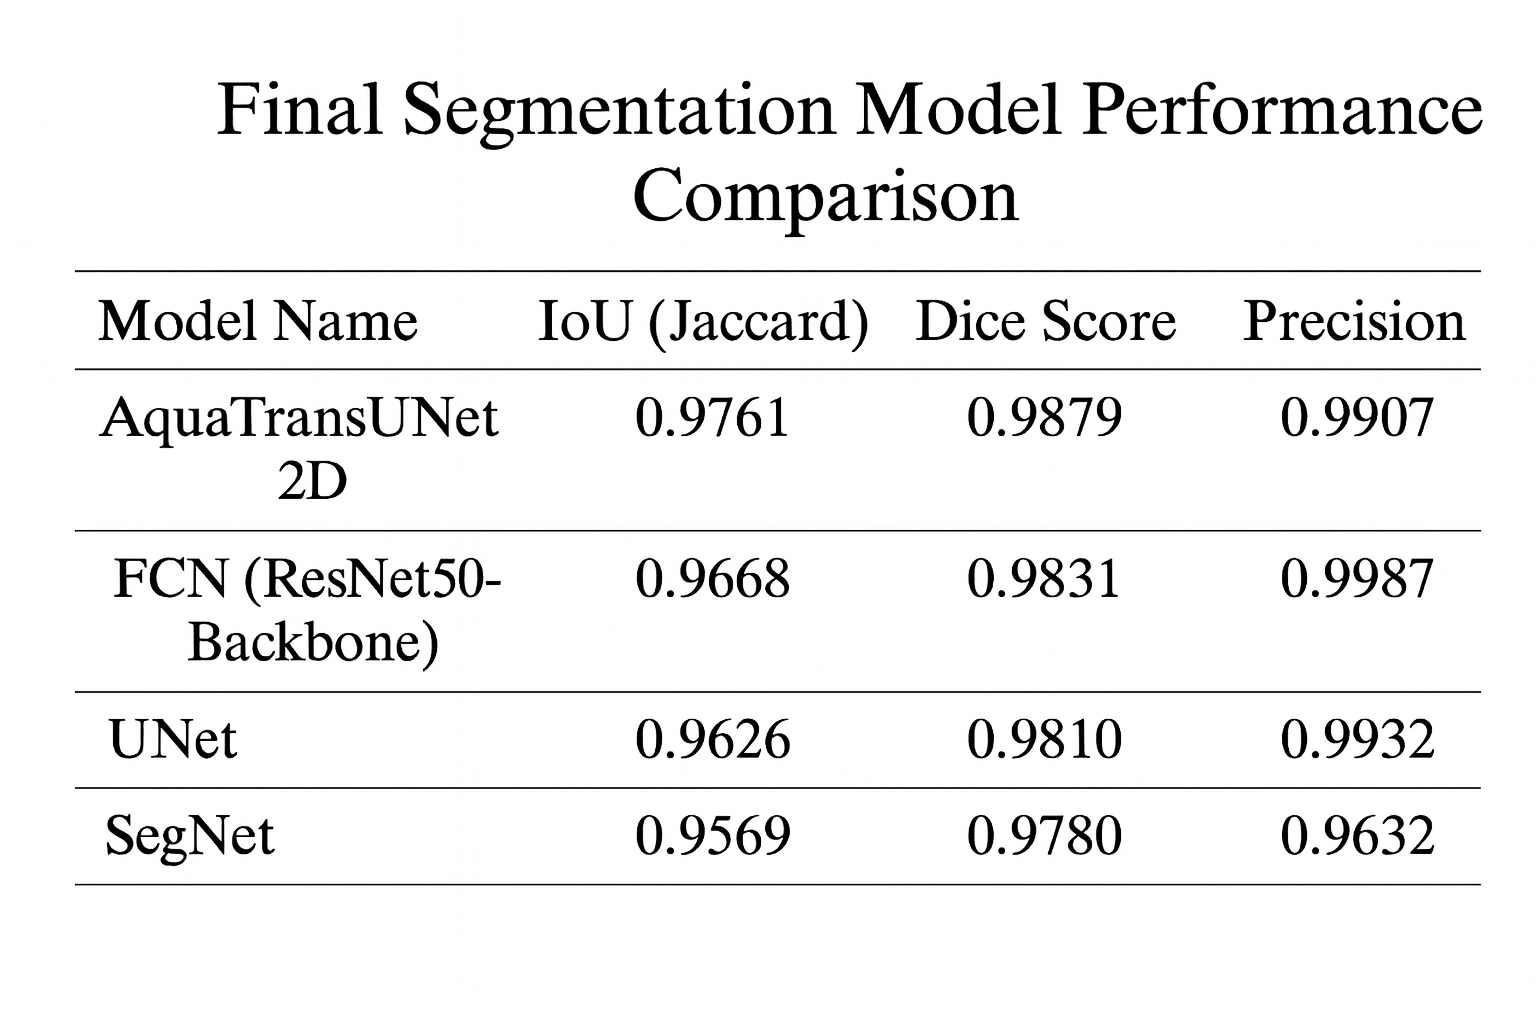 Final Segmentation Model Performance
Comparison
Model Name IoU (Jaccard) Dice Score Precision
AquaTransUNet 0.9761 0.9879 0.9907
2D
FCN (ResNet50- 0.9668 0.9831 0.9987
Backbone)
UNet 0.9626 0.9810 0.9932
SegNet 0.9569 0.9780 0.9632